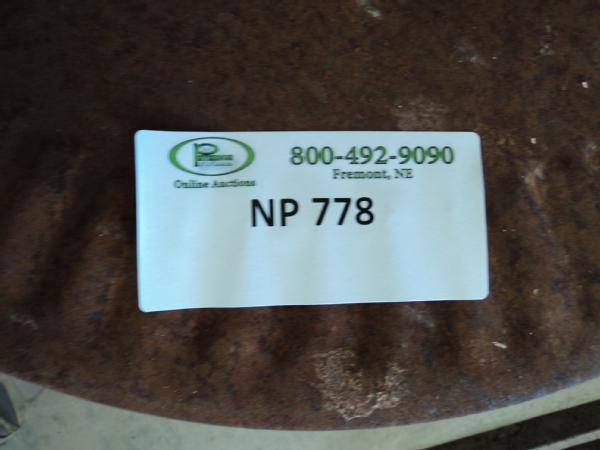 800-492-9090
Online Auctions
Fremont, NE
NP 778